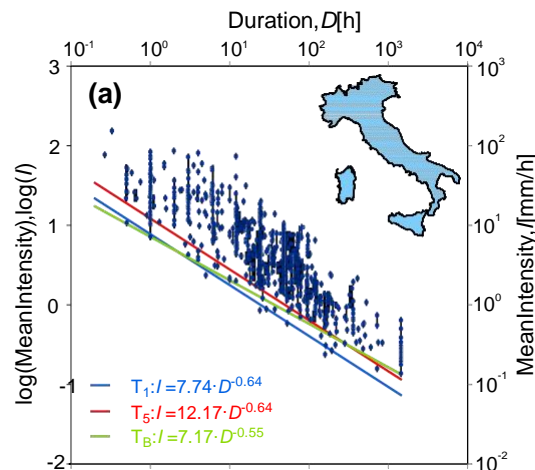 Duration,D[h]
10⁻¹ 10⁰ 10¹ 10² 10³ 10⁴
(a)
log(MeanIntensity),log(I)
3
2
1
0
-1
-2
MeanIntensity,I[mm/h]
10³
10²
10¹
10⁰
10⁻¹
10⁻²
T₁:I=7.74·D⁻⁰·⁶⁴
T₅:I=12.17·D⁻⁰·⁶⁴
T_B:I=7.17·D⁻⁰·⁵⁵